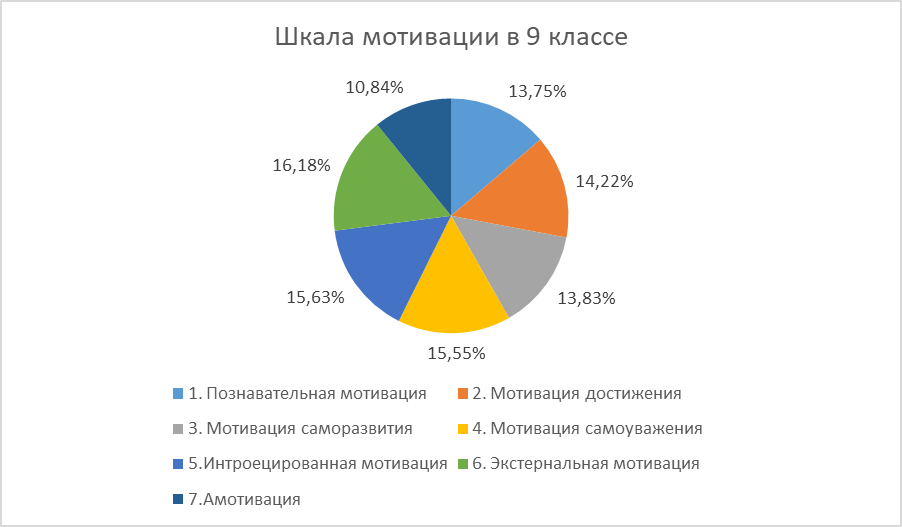 Шкала мотивации в 9 классе
10,84%
13,75%
16,18%
14,22%
15,63%
13,83%
15,55%
1. Познавательная мотивация
2. Мотивация достижения
3. Мотивация саморазвития
4. Мотивация самоуважения
5.Интроецированная мотивация
6. Экстернальная мотивация
7.Амотивация